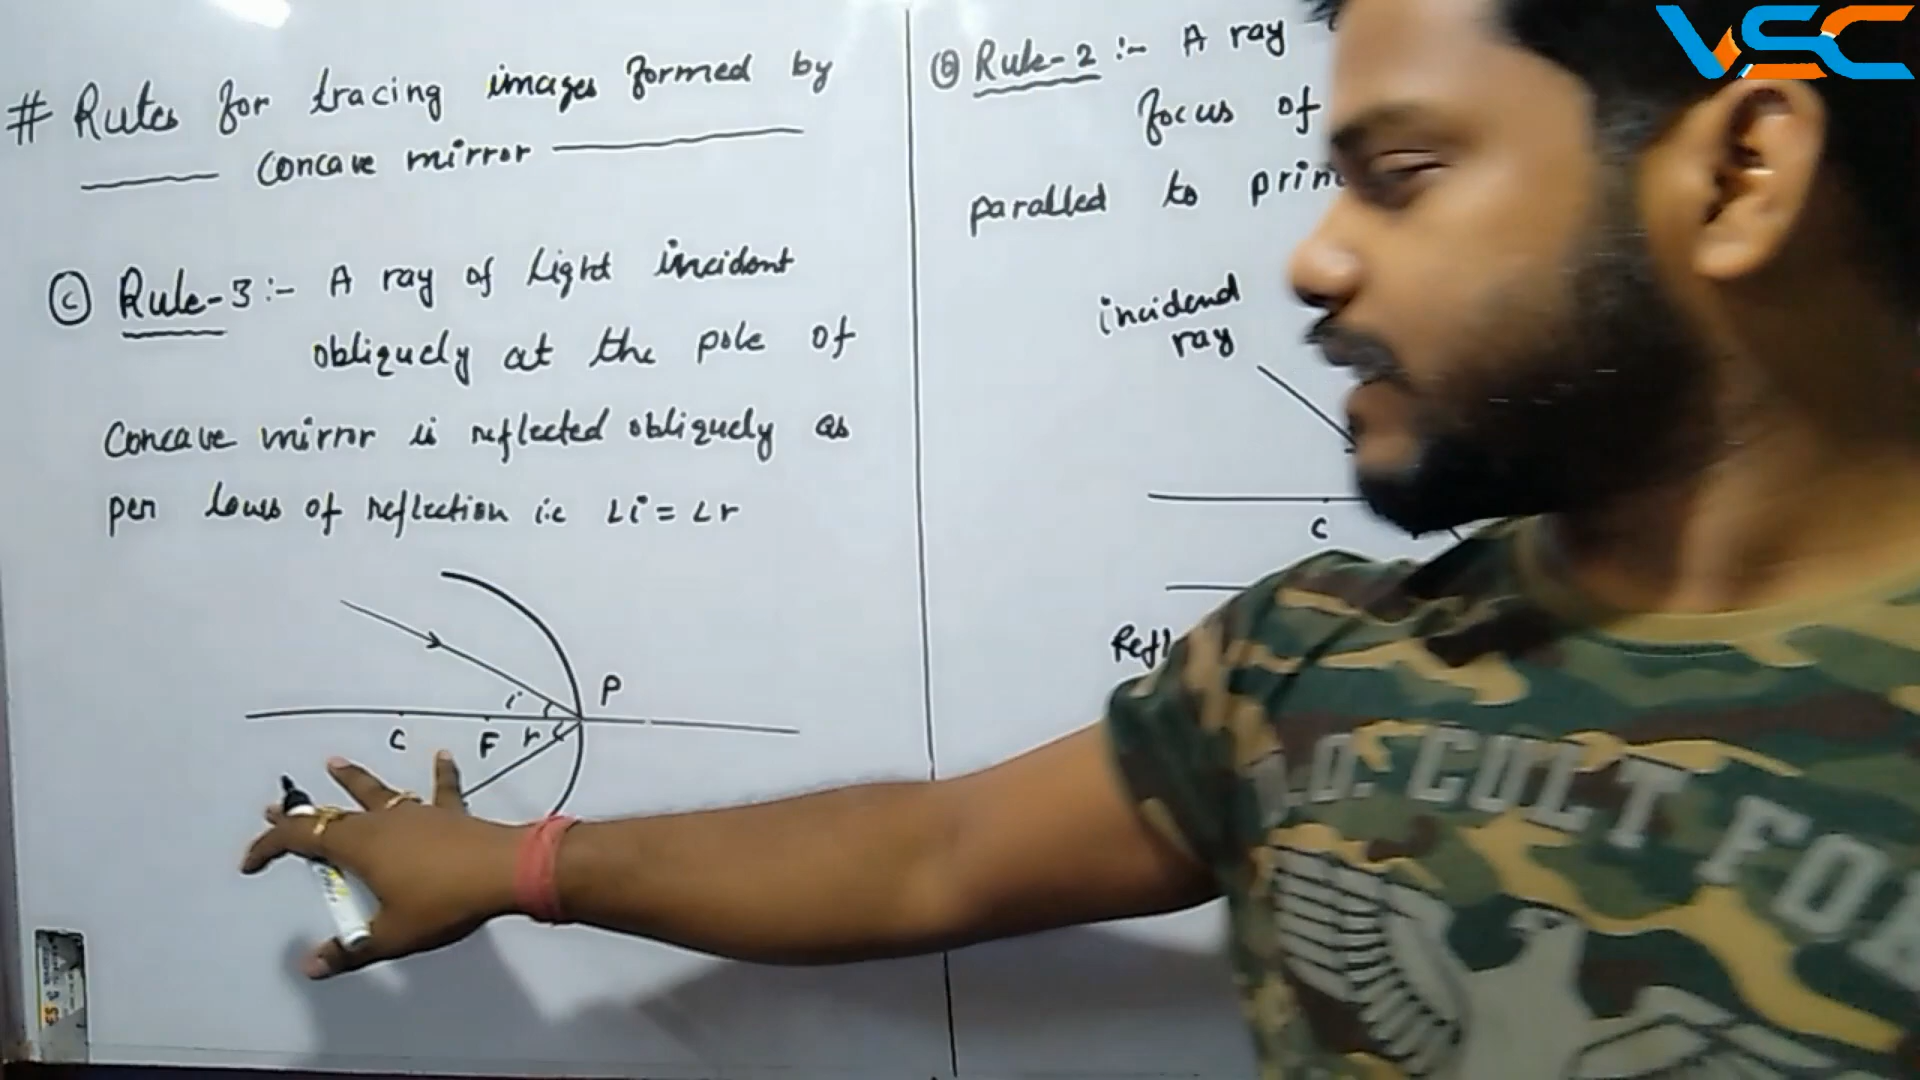 # Rules for tracing images formed by
concave mirror
(c) Rule-3 :- A ray of Light incident
obliquely at the pole of
Concave mirror is reflected obliquely as
per laws of reflection i.e ∠i = ∠r
i
P
C
F
r
(B) Rule-2 :- A ray
focus of
parallel to prin
incident
ray
C
Refl
VSC
D. CULT FOR